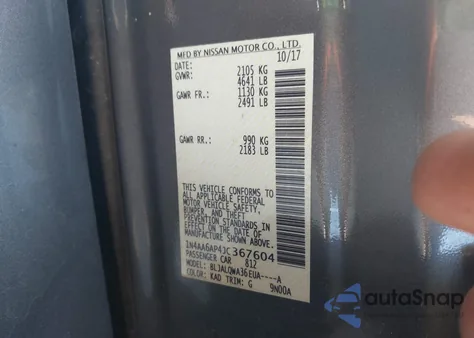 MFD BY NISSAN MOTOR CO., LTD.
DATE: 10/17
GVWR: 2105 KG
4641 LB
GAWR FR.: 1130 KG
2491 LB
GAWR RR.: 990 KG
2183 LB
THIS VEHICLE CONFORMS TO
ALL APPLICABLE FEDERAL
MOTOR VEHICLE SAFETY,
BUMPER, AND THEFT
PREVENTION STANDARDS IN
EFFECT ON THE DATE OF
MANUFACTURE SHOWN ABOVE.
1N4AA6AP4JC367604
PASSENGER CAR 812
MODEL: BLJALQWA36EUA----A
COLOR: KAD TRIM: G 9N00A
autoSnap